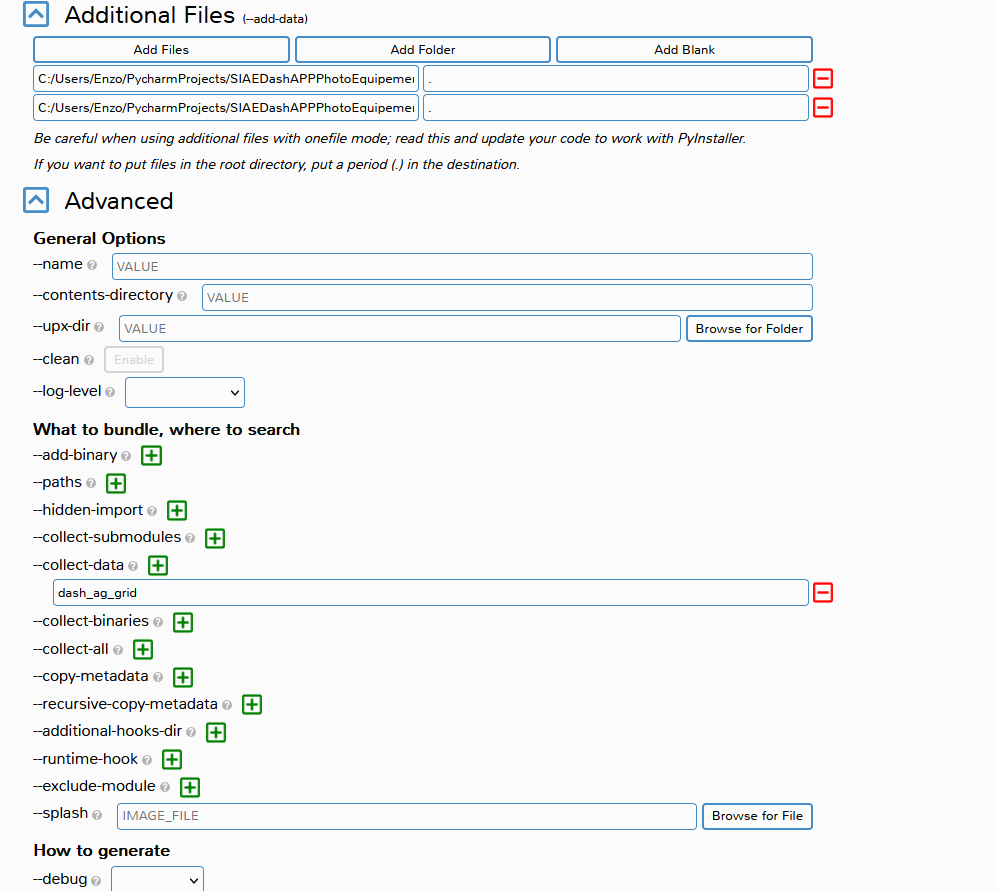 Additional Files (--add-data)
Add Files Add Folder Add Blank
C:/Users/Enzo/PycharmProjects/SIAEDashAPPPhotoEquipemer .
C:/Users/Enzo/PycharmProjects/SIAEDashAPPPhotoEquipemer .
Be careful when using additional files with onefile mode; read this and update your code to work with PyInstaller.
If you want to put files in the root directory, put a period (.) in the destination.
Advanced
General Options
--name ? VALUE
--contents-directory ? VALUE
--upx-dir ? VALUE Browse for Folder
--clean ? Enable
--log-level ?
What to bundle, where to search
--add-binary ?
--paths ?
--hidden-import ?
--collect-submodules ?
--collect-data ?
dash_ag_grid
--collect-binaries ?
--collect-all ?
--copy-metadata ?
--recursive-copy-metadata ?
--additional-hooks-dir ?
--runtime-hook ?
--exclude-module ?
--splash ? IMAGE_FILE Browse for File
How to generate
--debug ?